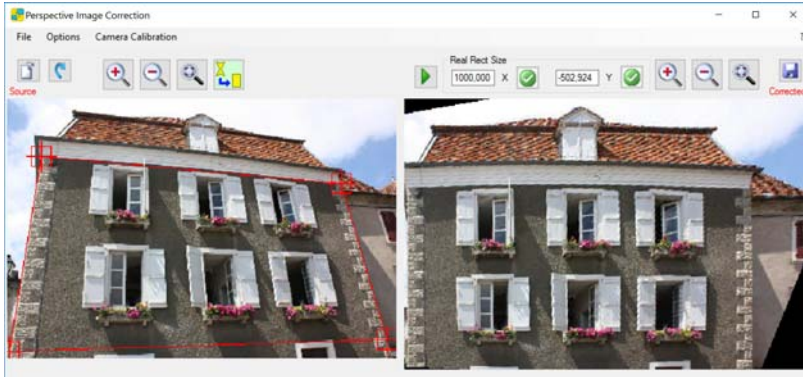 Perspective Image Correction
File Options Camera Calibration
Real Rect Size
1000,000 X -502,924 Y
Source
Corrected